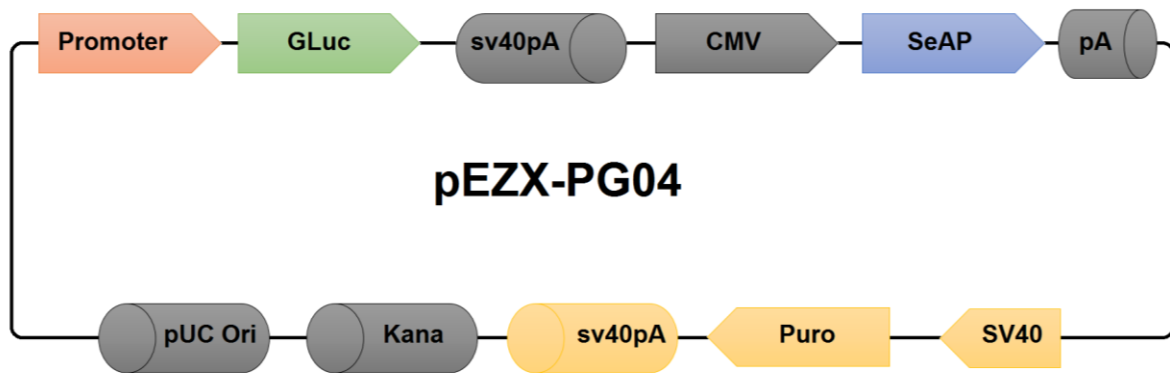 Promoter GLuc sv40pA CMV SeAP pA
pEZX-PG04
pUC Ori Kana sv40pA Puro SV40